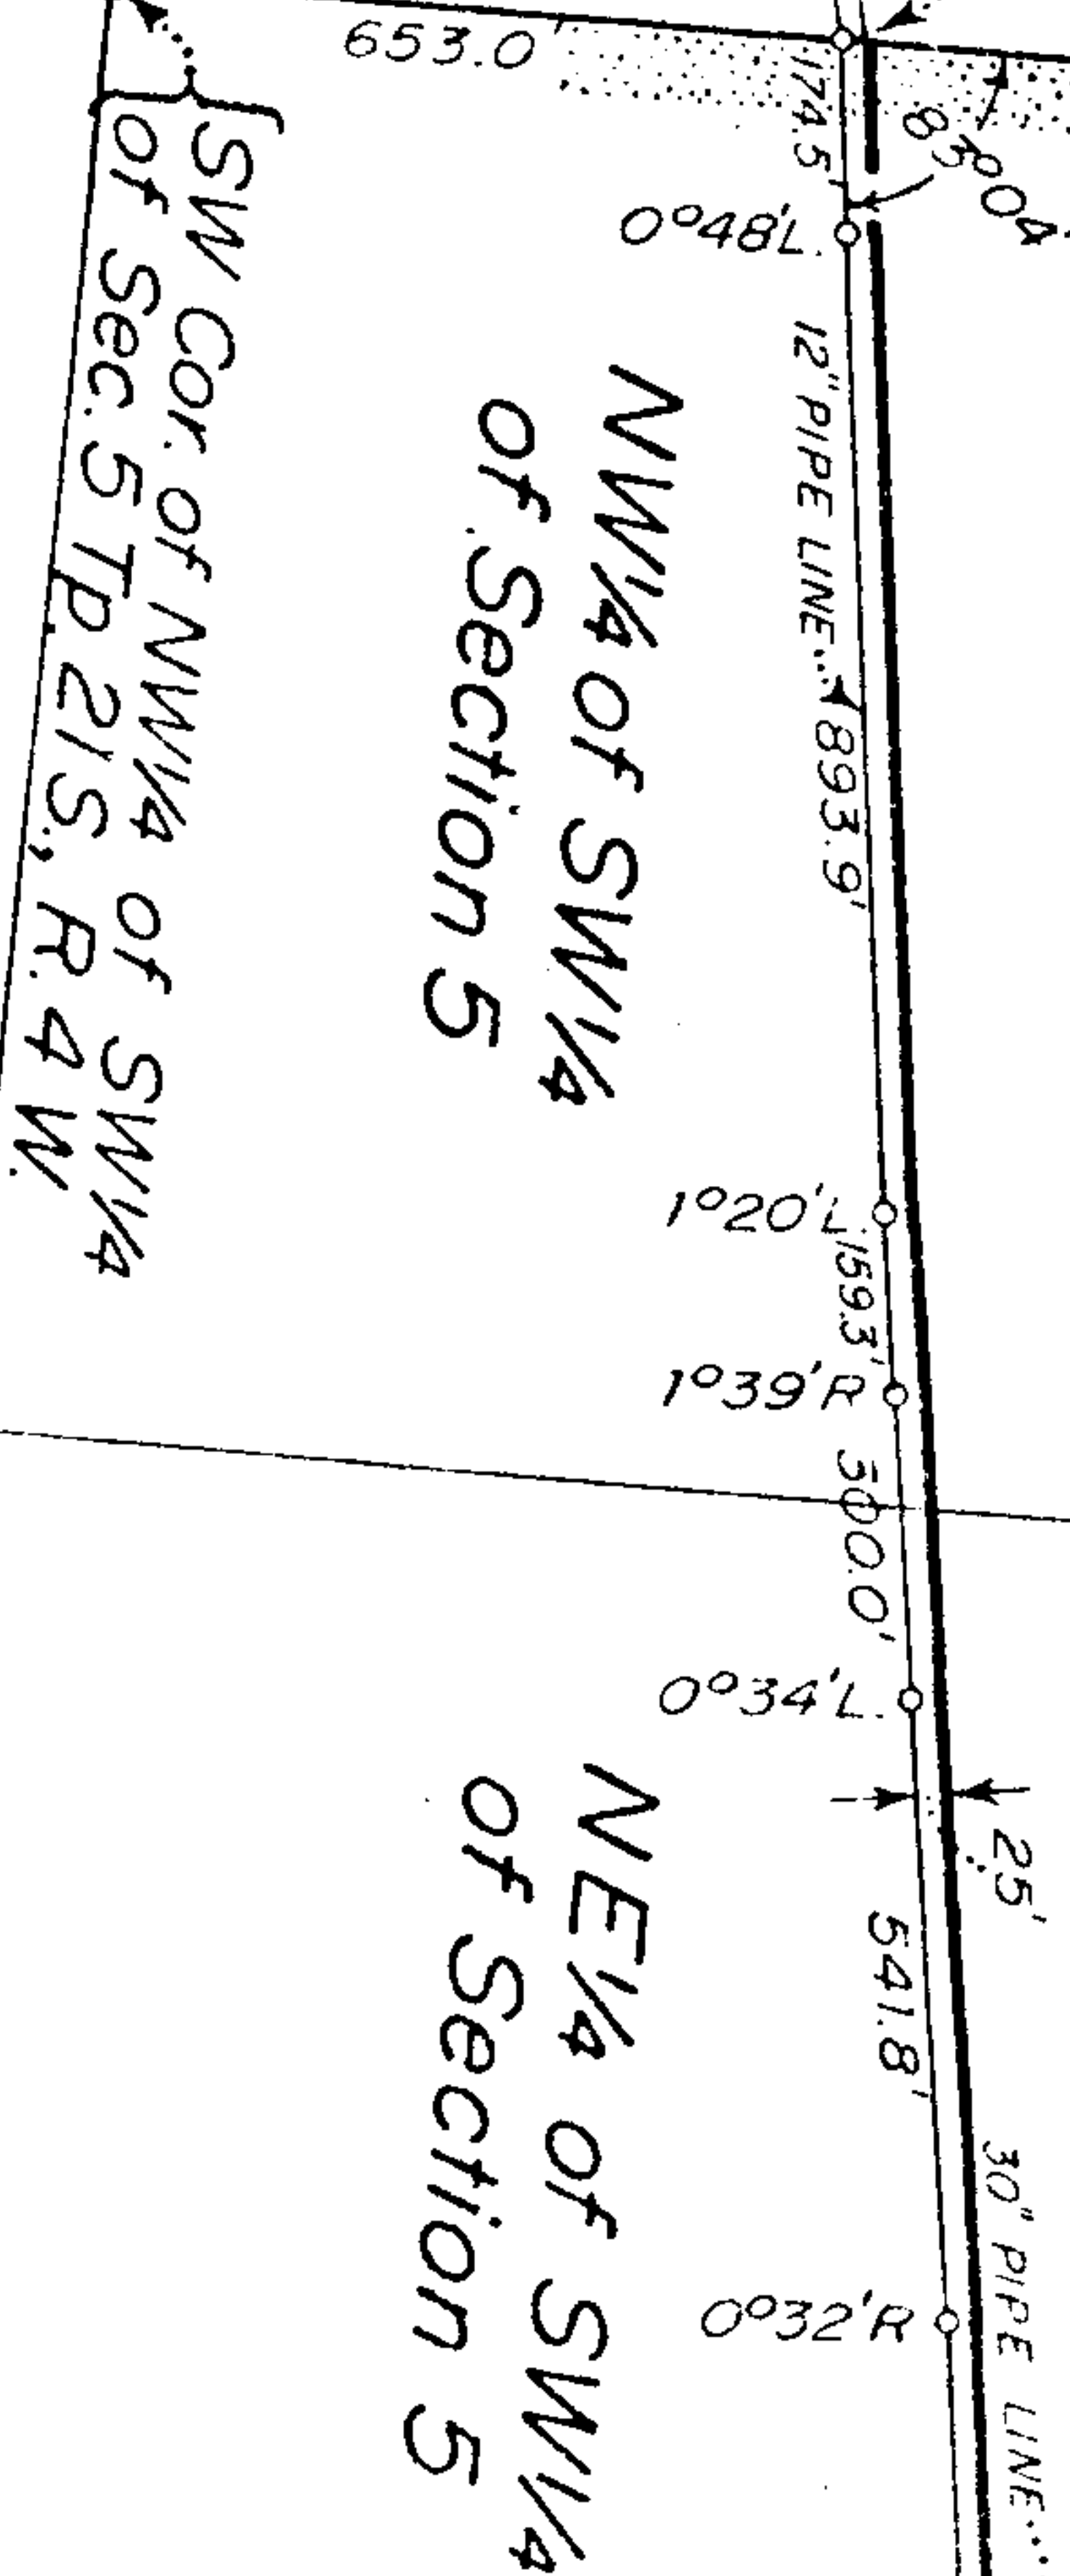 653.0
174.5'
83°04'
0°48'L.
{SW Cor. of NW1/4 of SW1/4
of Sec. 5 Tp. 21S., R. 4 W.
12" PIPE LINE...
893.9'
NW1/4 of SW1/4
of Section 5
1°20'L.
159.3'
1°39'R
300.0'
0°34'L.
25'
541.8'
NE1/4 of SW1/4
of Section 5
30" PIPE LINE...
0°32'R